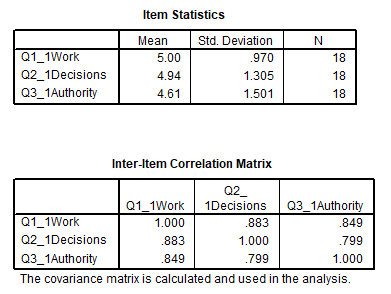 Item Statistics
Mean Std. Deviation N
Q1_1Work 5.00 .970 18
Q2_1Decisions 4.94 1.305 18
Q3_1Authority 4.61 1.501 18
Inter-Item Correlation Matrix
Q1_1Work Q2_1Decisions Q3_1Authority
Q1_1Work 1.000 .883 .849
Q2_1Decisions .883 1.000 .799
Q3_1Authority .849 .799 1.000
The covariance matrix is calculated and used in the analysis.